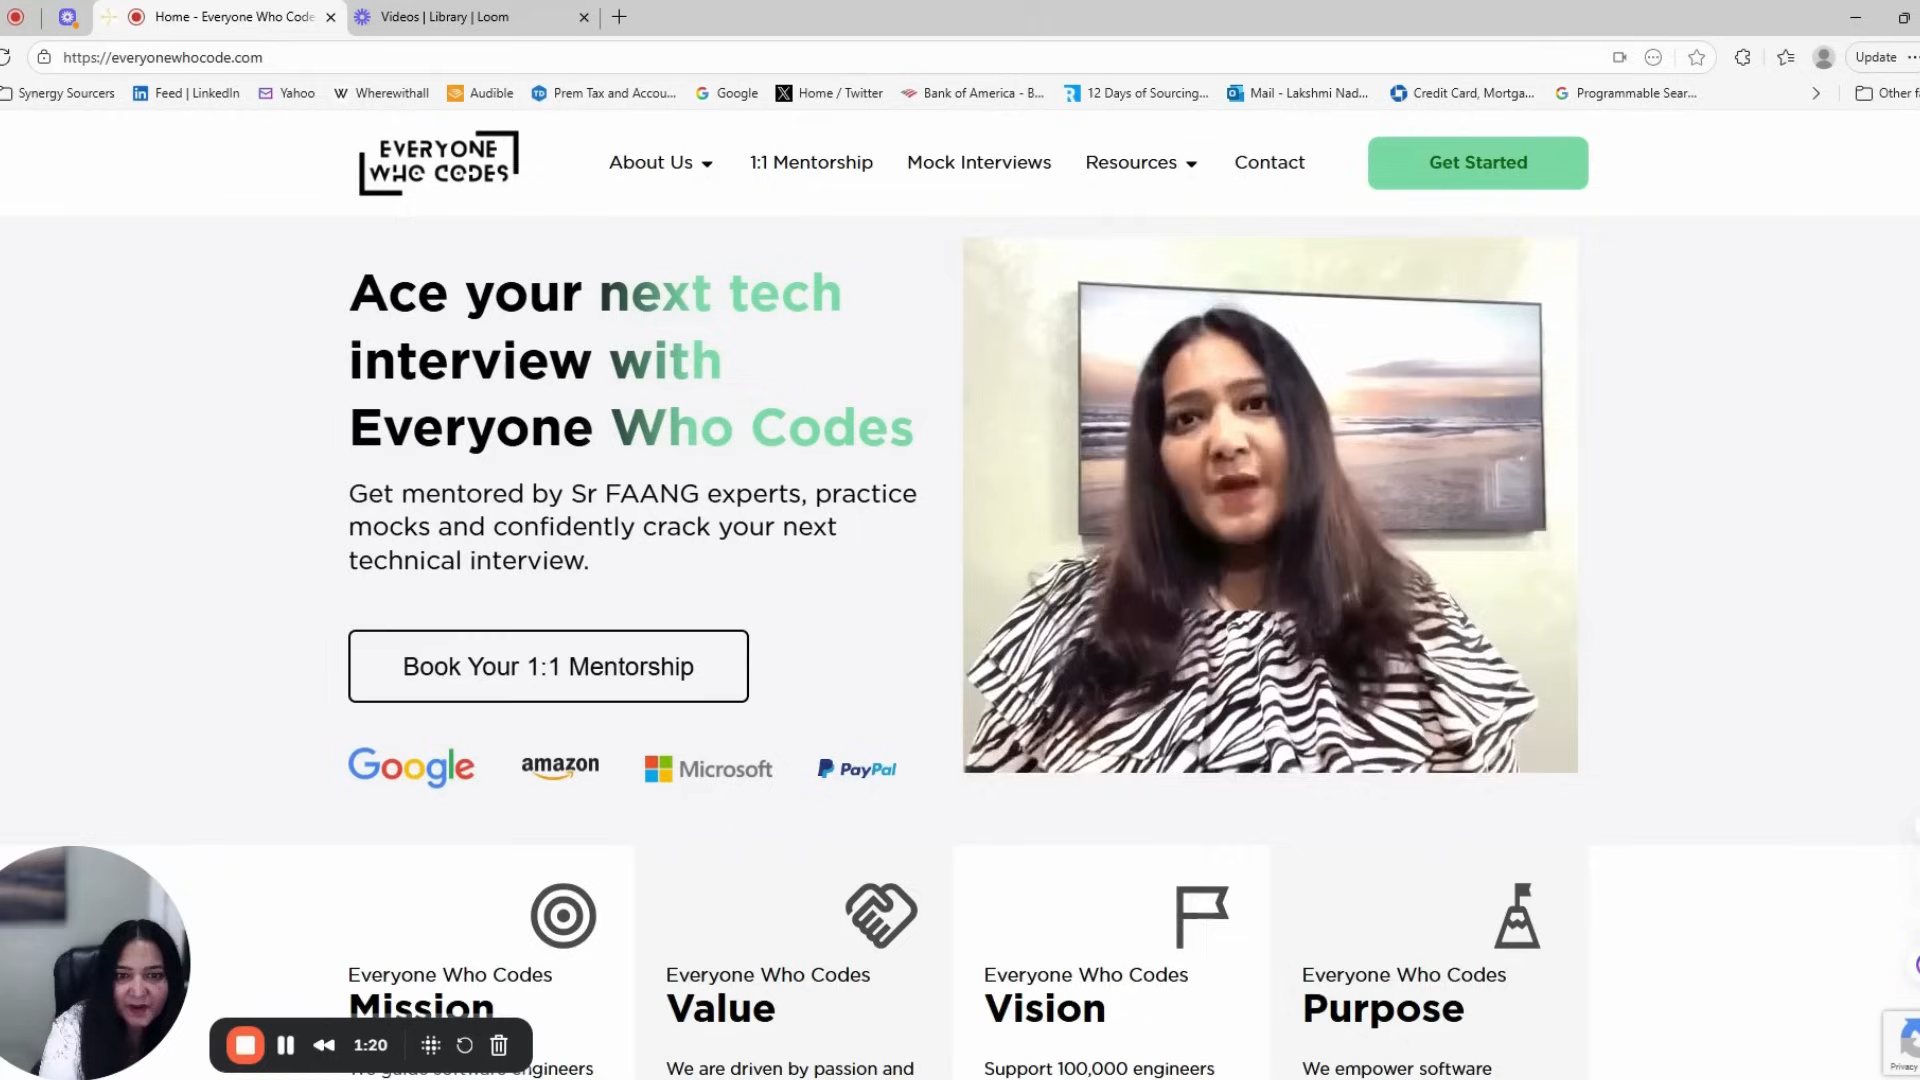 Home - Everyone Who Code
Videos | Library | Loom
https://everyonewhocode.com
Update
Synergy Sourcers
Feed | LinkedIn
Yahoo
Wherewithall
Audible
Prem Tax and Accou...
Google
Home / Twitter
Bank of America - B...
12 Days of Sourcing...
Mail - Lakshmi Nad...
Credit Card, Mortga...
Programmable Sear...
Other f
EVERYONE
WHO CODES
About Us
1:1 Mentorship
Mock Interviews
Resources
Contact
Get Started
Ace your next tech
interview with
Everyone Who Codes
Get mentored by Sr FAANG experts, practice
mocks and confidently crack your next
technical interview.
Book Your 1:1 Mentorship
Google
amazon
Microsoft
PayPal
Everyone Who Codes
Mission
We guide software engineers
Everyone Who Codes
Value
We are driven by passion and
Everyone Who Codes
Vision
Support 100,000 engineers
Everyone Who Codes
Purpose
We empower software
1:20
Privacy